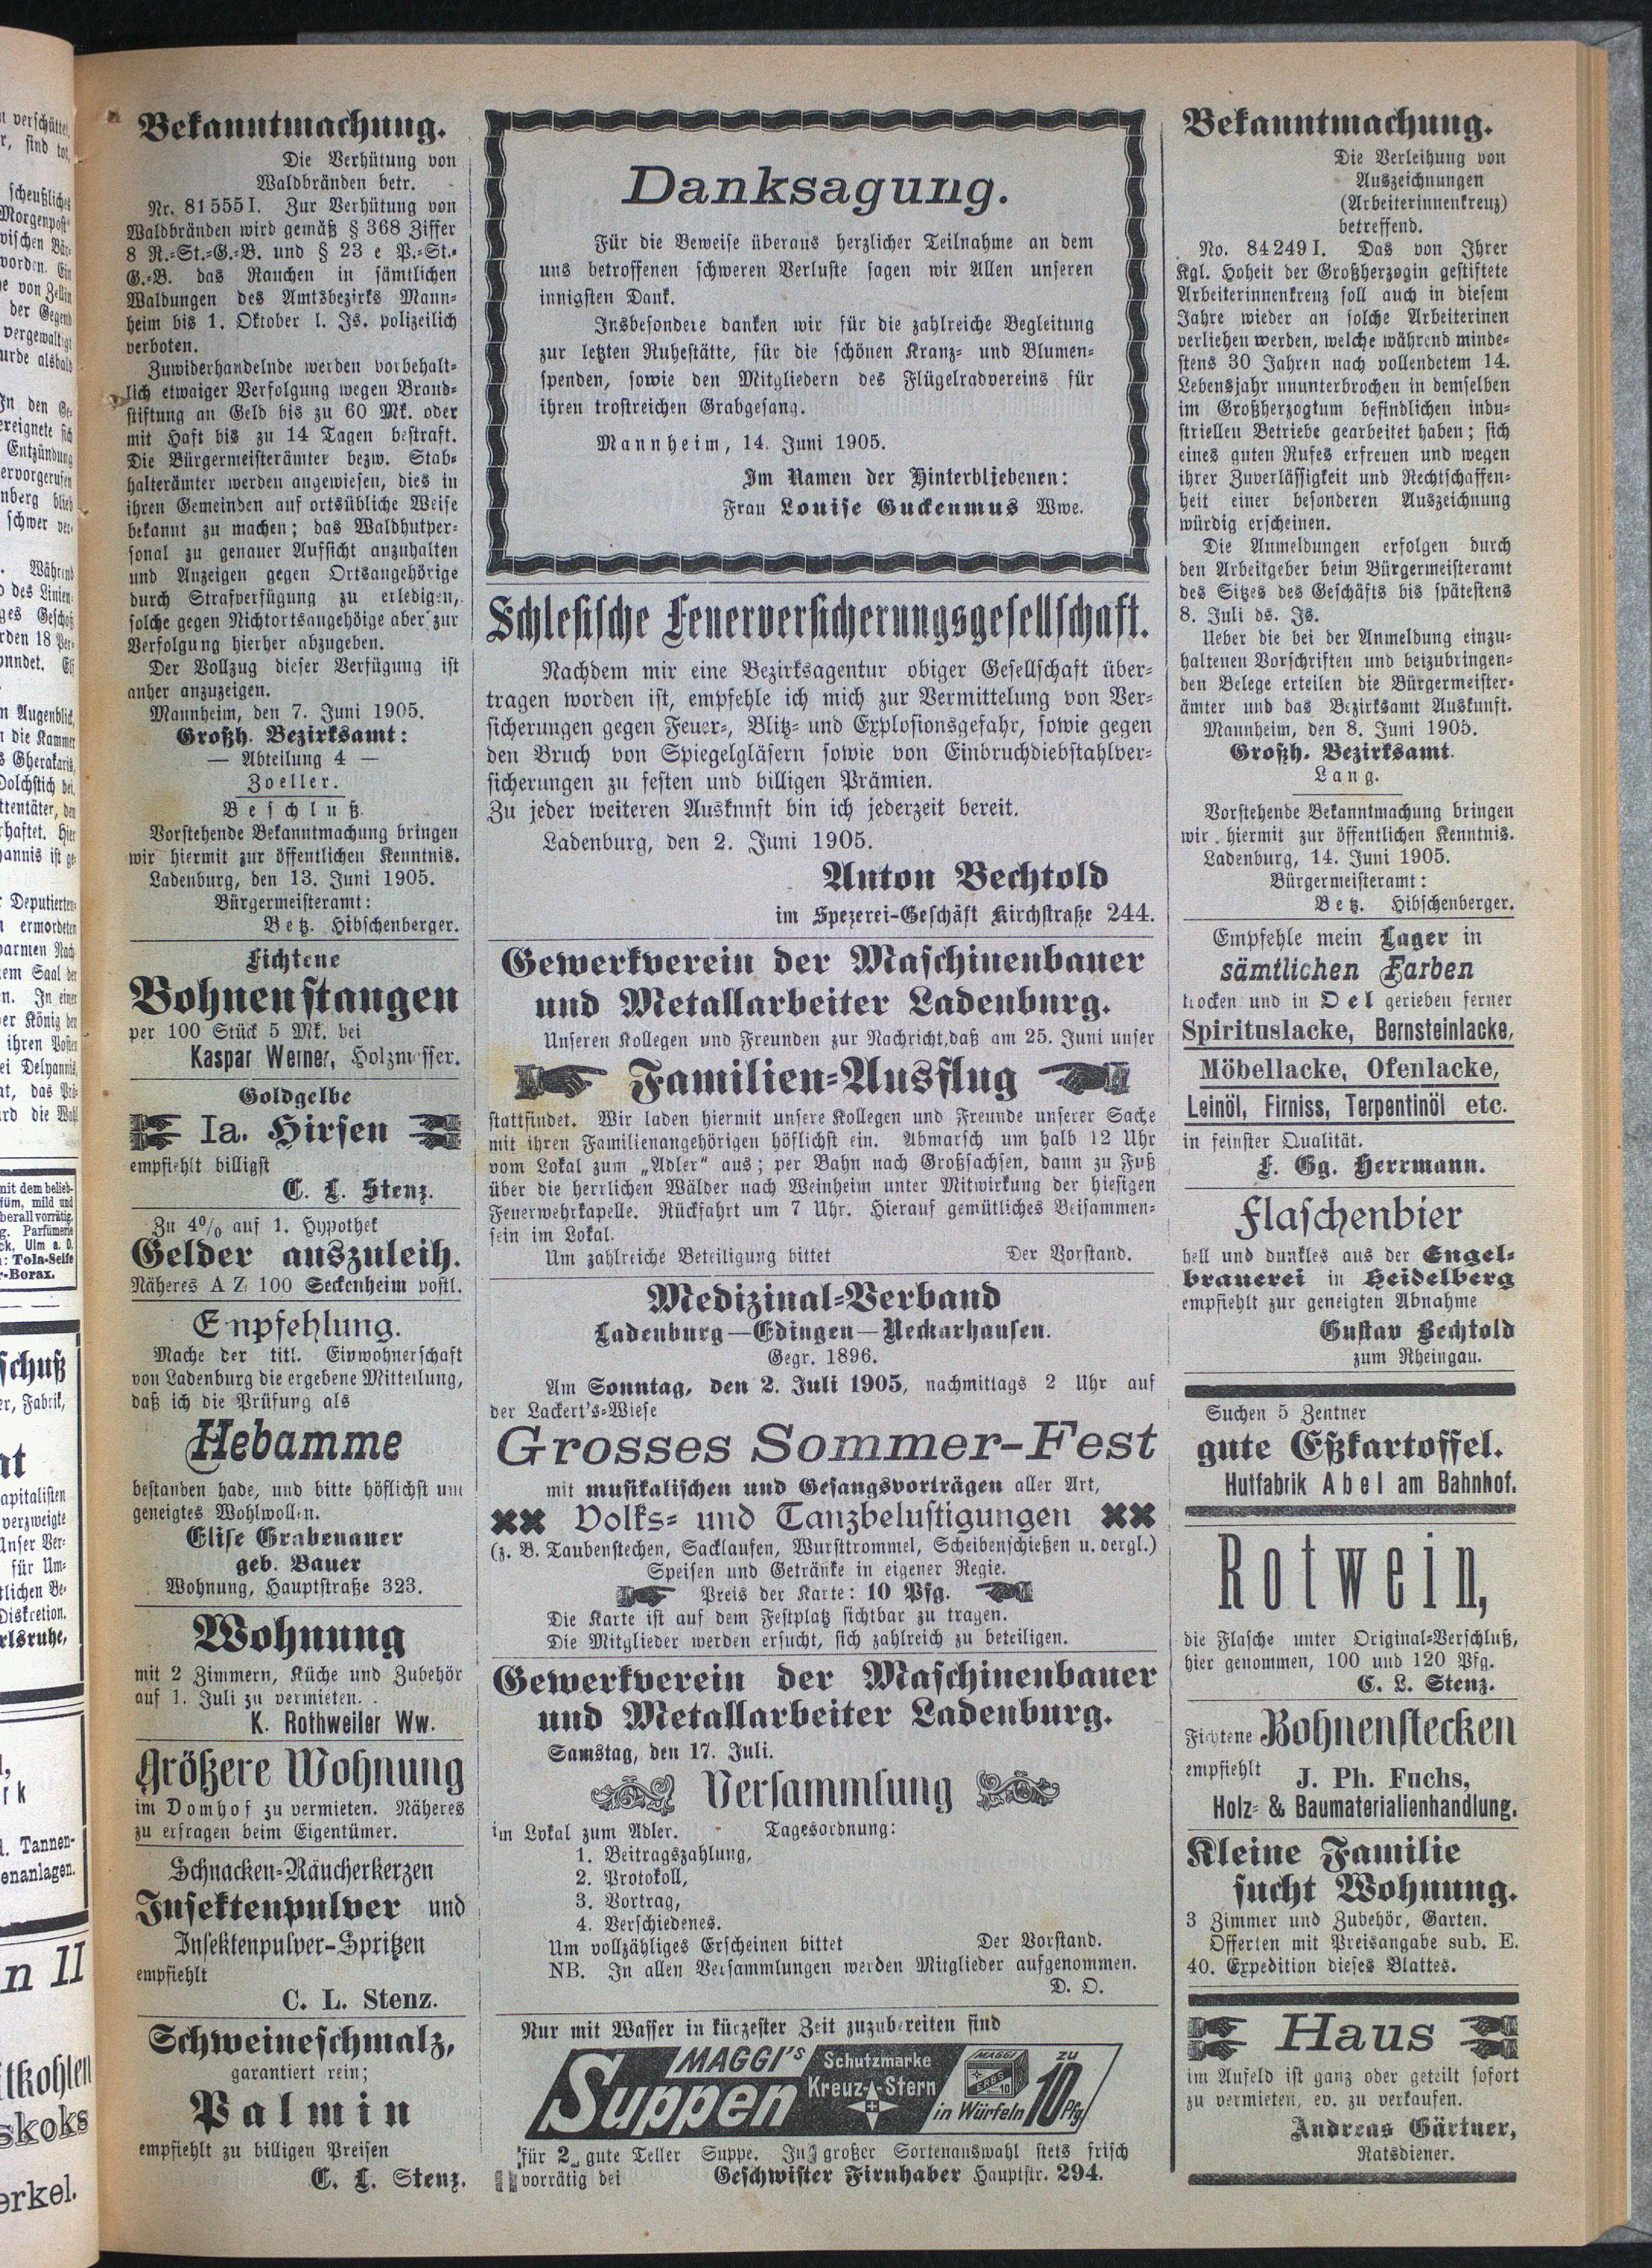 Bekanntmachung.
Die Verhütung von
Waldbränden betr.
Nr. 81555 I. Zur Verhütung von
Waldbränden wird gemäß § 368 Ziffer
8 R.-St.-G.-B. und § 23 e P.-St.-
G.-B. das Rauchen in sämtlichen
Waldungen des Amtsbezirks Mann-
heim bis 1. Oktober l. Js. polizeilich
verboten.
Zuwiderhandelnde werden vorbehalt-
lich etwaiger Verfolgung wegen Brand-
stiftung an Geld bis zu 60 Mk. oder
mit Haft bis zu 14 Tagen bestraft.
Die Bürgermeisterämter bezw. Stab-
halterämter werden angewiesen, dies in
ihren Gemeinden auf ortsübliche Weise
bekannt zu machen; das Waldhutper-
sonal zu genauer Aufsicht anzuhalten
und Anzeigen gegen Ortsangehörige
durch Strafverfügung zu erledigen,
solche gegen Nichtortsangehöige aber zur
Verfolgung hierher abzugeben.
Der Vollzug dieser Verfügung ist
anher anzuzeigen.
Mannheim, den 7. Juni 1905.
Großh. Bezirksamt:
— Abteilung 4 —
Zoeller.
Beschluß.
Vorstehende Bekanntmachung bringen
wir hiermit zur öffentlichen Kenntnis.
Ladenburg, den 13. Juni 1905.
Bürgermeisteramt:
Betz. Hibschenberger.
Fichtene
Bohnenstangen
per 100 Stück 5 Mk. bei
Kaspar Werner, Holzmesser.
Goldgelbe
Ia. Hirsen
empfiehlt billigst
C. L. Stenz.
Zu 4% auf 1. Hypothek
Gelder auszuleih.
Näheres A Z 100 Seckenheim postl.
Empfehlung.
Mache der titl. Einwohnerschaft
von Ladenburg die ergebene Mitteilung,
daß ich die Prüfung als
Hebamme
bestanden habe, und bitte höflichst um
geneigtes Wohlwollen.
Elise Grabenauer
geb. Bauer
Wohnung, Hauptstraße 323.
Wohnung
mit 2 Zimmern, Küche und Zubehör
auf 1. Juli zu vermieten.
K. Rothweiler Ww.
Größere Wohnung
im Domhof zu vermieten. Näheres
zu erfragen beim Eigentümer.
Schnacken-Räucherkerzen
Insektenpulver und
Insektenpulver-Spritzen
empfiehlt
C. L. Stenz.
Schweineschmalz,
garantiert rein;
Palmin
empfiehlt zu billigen Preisen
C. L. Stenz.
Danksagung.
Für die Beweise überaus herzlicher Teilnahme an dem
uns betroffenen schweren Verluste sagen wir Allen unseren
innigsten Dank.
Insbesondere danken wir für die zahlreiche Begleitung
zur letzten Ruhestätte, für die schönen Kranz- und Blumen-
spenden, sowie den Mitgliedern des Flügelradvereins für
ihren trostreichen Grabgesang.
Mannheim, 14. Juni 1905.
Im Namen der Hinterbliebenen:
Frau Louise Guckenmus Wwe.
Schlesische Feuerversicherungsgesellschaft.
Nachdem mir eine Bezirksagentur obiger Gesellschaft über-
tragen worden ist, empfehle ich mich zur Vermittelung von Ver-
sicherungen gegen Feuer-, Blitz- und Explosionsgefahr, sowie gegen
den Bruch von Spiegelgläsern sowie von Einbruchdiebstahlver-
sicherungen zu festen und billigen Prämien.
Zu jeder weiteren Auskunft bin ich jederzeit bereit.
Ladenburg, den 2. Juni 1905.
Anton Bechtold
im Spezerei-Geschäft Kirchstraße 244.
Gewerkverein der Maschinenbauer
und Metallarbeiter Ladenburg.
Unseren Kollegen und Freunden zur Nachricht, daß am 25. Juni unser
Familien-Ausflug
stattfindet. Wir laden hiermit unsere Kollegen und Freunde unserer Sache
mit ihren Familienangehörigen höflichst ein. Abmarsch um halb 12 Uhr
vom Lokal zum „Adler“ aus; per Bahn nach Großsachsen, dann zu Fuß
über die herrlichen Wälder nach Weinheim unter Mitwirkung der hiesigen
Feuerwehrkapelle. Rückfahrt um 7 Uhr. Hierauf gemütliches Beisammen-
sein im Lokal.
Um zahlreiche Beteiligung bittet Der Vorstand.
Medizinal-Verband
Ladenburg—Edingen—Neckarhausen.
Gegr. 1896.
Am Sonntag, den 2. Juli 1905, nachmittags 2 Uhr auf
der Lackert's-Wiese
Grosses Sommer-Fest
mit musikalischen und Gesangsvorträgen aller Art,
Volks- und Tanzbelustigungen
(z. B. Taubenstechen, Sacklaufen, Wursttrommel, Scheibenschießen u. dergl.)
Speisen und Getränke in eigener Regie.
Preis der Karte: 10 Pfg.
Die Karte ist auf dem Festplatz sichtbar zu tragen.
Die Mitglieder werden ersucht, sich zahlreich zu beteiligen.
Gewerkverein der Maschinenbauer
und Metallarbeiter Ladenburg.
Samstag, den 17. Juli.
Versammlung
im Lokal zum Adler. Tagesordnung:
1. Beitragszahlung,
2. Protokoll,
3. Vortrag,
4. Verschiedenes.
Um vollzähliges Erscheinen bittet Der Vorstand.
NB. In allen Versammlungen werden Mitglieder aufgenommen.
D. O.
Nur mit Wasser in kürzester Zeit zuzubereiten sind
MAGGI's Suppen
Schutzmarke
Kreuz-Stern
MAGGI
ERBS
10
in Würfeln
zu
10 Pfg.
für 2 gute Teller Suppe. In großer Sortenauswahl stets frisch
vorrätig bei Geschwister Firnhaber Hauptstr. 294.
Bekanntmachung.
Die Verleihung von
Auszeichnungen
(Arbeiterinnenkreuz)
betreffend.
No. 84249 I. Das von Ihrer
Kgl. Hoheit der Großherzogin gestiftete
Arbeiterinnenkreuz soll auch in diesem
Jahre wieder an solche Arbeiterinen
verliehen werden, welche während minde-
stens 30 Jahren nach vollendetem 14.
Lebensjahr ununterbrochen in demselben
im Großherzogtum befindlichen indu-
striellen Betriebe gearbeitet haben; sich
eines guten Rufes erfreuen und wegen
ihrer Zuverlässigkeit und Rechtschaffen-
heit einer besonderen Auszeichnung
würdig erscheinen.
Die Anmeldungen erfolgen durch
den Arbeitgeber beim Bürgermeisteramt
des Sitzes des Geschäfts bis spätestens
8. Juli ds. Js.
Ueber die bei der Anmeldung einzu-
haltenen Vorschriften und beizubringen-
den Belege erteilen die Bürgermeister-
ämter und das Bezirksamt Auskunft.
Mannheim, den 8. Juni 1905.
Großh. Bezirksamt.
Lang.
Vorstehende Bekanntmachung bringen
wir hiermit zur öffentlichen Kenntnis.
Ladenburg, 14. Juni 1905.
Bürgermeisteramt:
Betz. Hibschenberger.
Empfehle mein Lager in
sämtlichen Farben
trocken und in Oel gerieben ferner
Spirituslacke, Bernsteinlacke,
Möbellacke, Ofenlacke,
Leinöl, Firniss, Terpentinöl etc.
in feinster Qualität.
F. Gg. Herrmann.
Flaschenbier
hell und dunkles aus der Engel-
brauerei in Heidelberg
empfiehlt zur geneigten Abnahme
Gustav Bechtold
zum Rheingau.
Suchen 5 Zentner
gute Eßkartoffel.
Hutfabrik Abel am Bahnhof.
Rotwein,
die Flasche unter Original-Verschluß,
hier genommen, 100 und 120 Pfg.
C. L. Stenz.
Fichtene Bohnenstecken
empfiehlt
J. Ph. Fuchs,
Holz- & Baumaterialienhandlung.
Kleine Familie
sucht Wohnung.
3 Zimmer und Zubehör, Garten.
Offerten mit Preisangabe sub. E.
40. Expedition dieses Blattes.
Haus
im Aufeld ist ganz oder geteilt sofort
zu vermieten, ev. zu verkaufen.
Andreas Gärtner,
Ratsdiener.